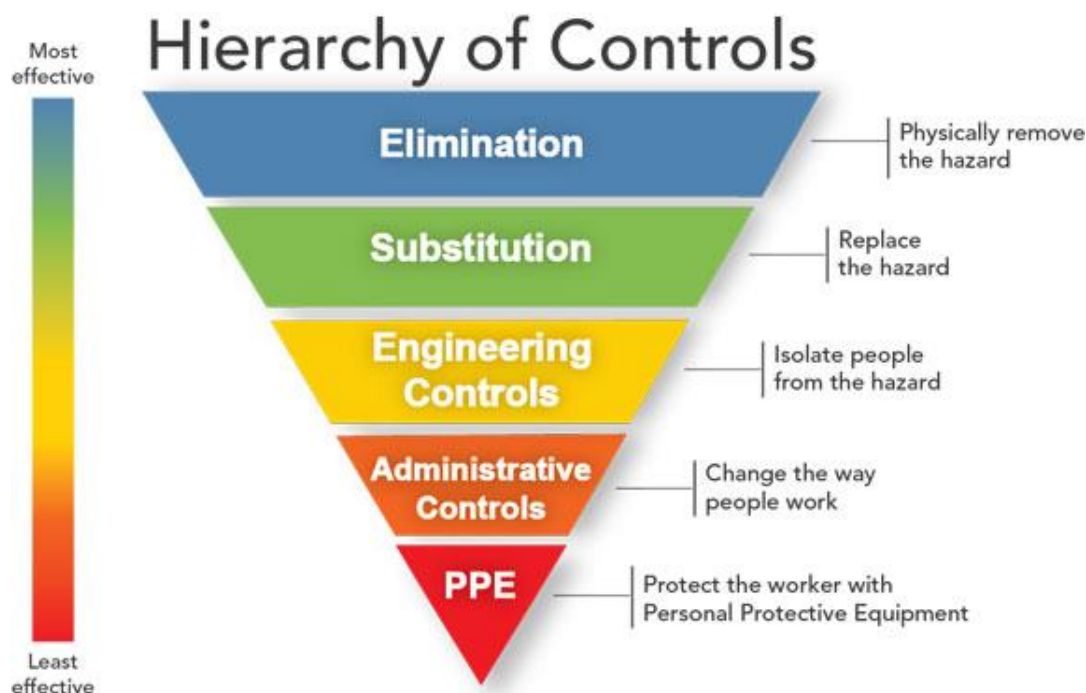 Hierarchy of Controls
Most
effective
Elimination
Physically remove
the hazard
Substitution
Replace
the hazard
Engineering
Controls
Isolate people
from the hazard
Administrative
Controls
Change the way
people work
PPE
Protect the worker with
Personal Protective Equipment
Least
effective